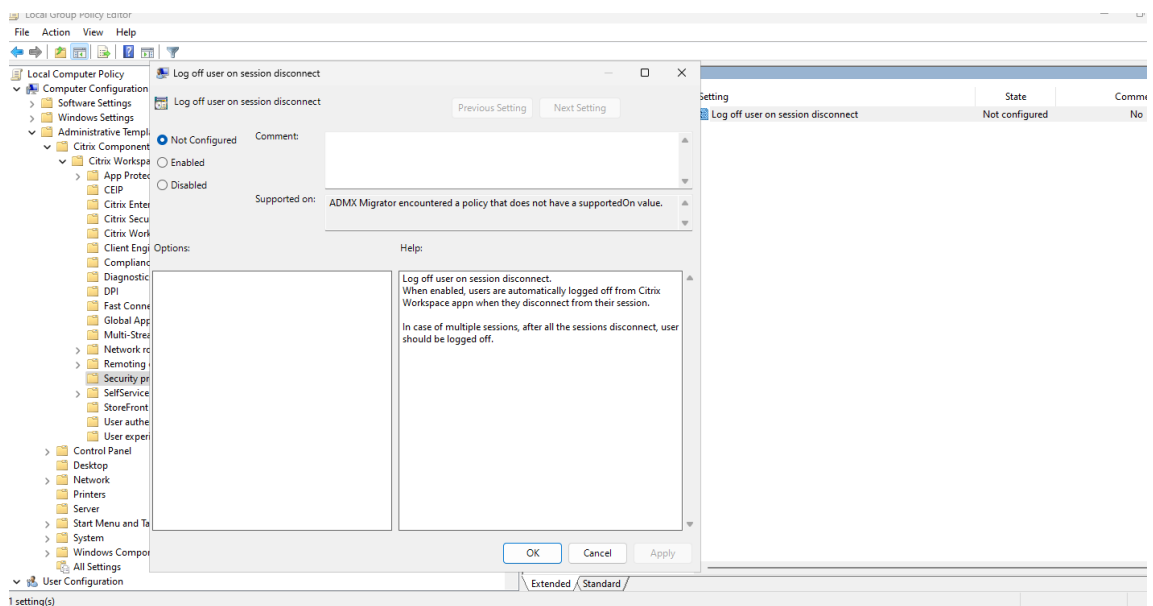 Local Group Policy Editor
File Action View Help
Local Computer Policy
Computer Configuration
Software Settings
Windows Settings
Administrative Templa
Citrix Component
Citrix Workspa
App Protec
CEIP
Citrix Enter
Citrix Secu
Citrix Work
Client Engi
Complianc
Diagnostic
DPI
Fast Conne
Global App
Multi-Strea
Network ro
Remoting
Security pr
SelfService
StoreFront
User authe
User experi
Control Panel
Desktop
Network
Printers
Server
Start Menu and Ta
System
Windows Compor
All Settings
User Configuration
1 setting(s)
Log off user on session disconnect
Log off user on session disconnect
Previous Setting Next Setting
Not Configured
Enabled
Disabled
Comment:
Supported on:
ADMX Migrator encountered a policy that does not have a supportedOn value.
Options:
Help:
Log off user on session disconnect.
When enabled, users are automatically logged off from Citrix
Workspace appn when they disconnect from their session.
In case of multiple sessions, after all the sessions disconnect, user
should be logged off.
OK Cancel Apply
Setting State Comme
Log off user on session disconnect Not configured No
Extended Standard